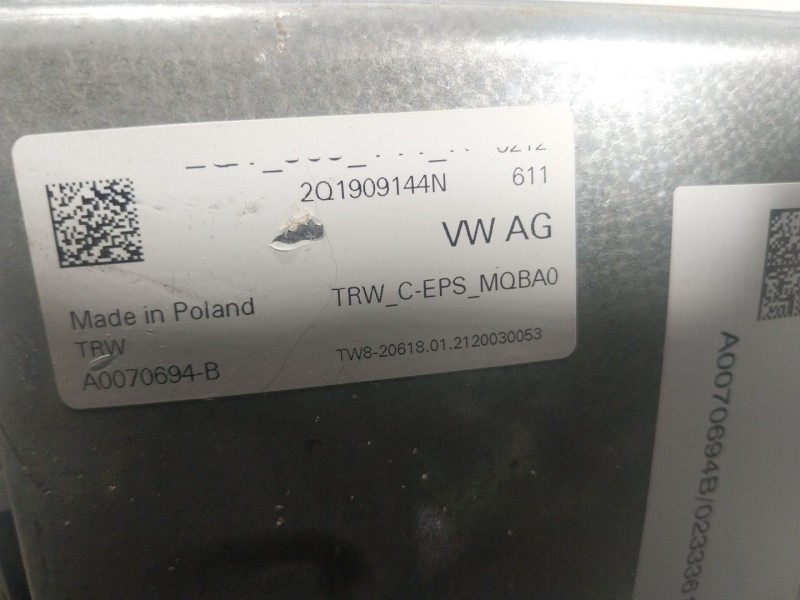 2Q1909144N 611
VW AG
TRW_C-EPS_MQBA0
Made in Poland
TRW
TW8-20618.01.2120030053
A0070694-B